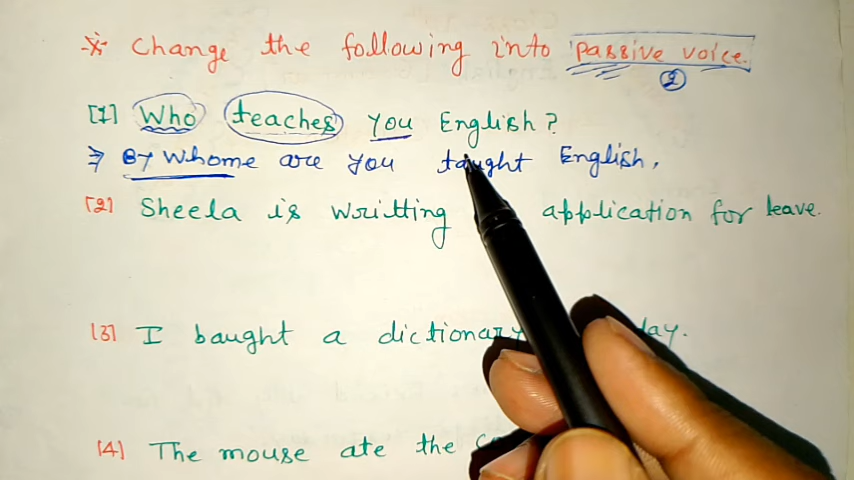 Change the following into passive voice.
②
[1] Who teaches you English?
⇒ By whome are you taught English.
[2] Sheela is writting application for leave.
[3] I baught a dictionary
[4] The mouse ate the